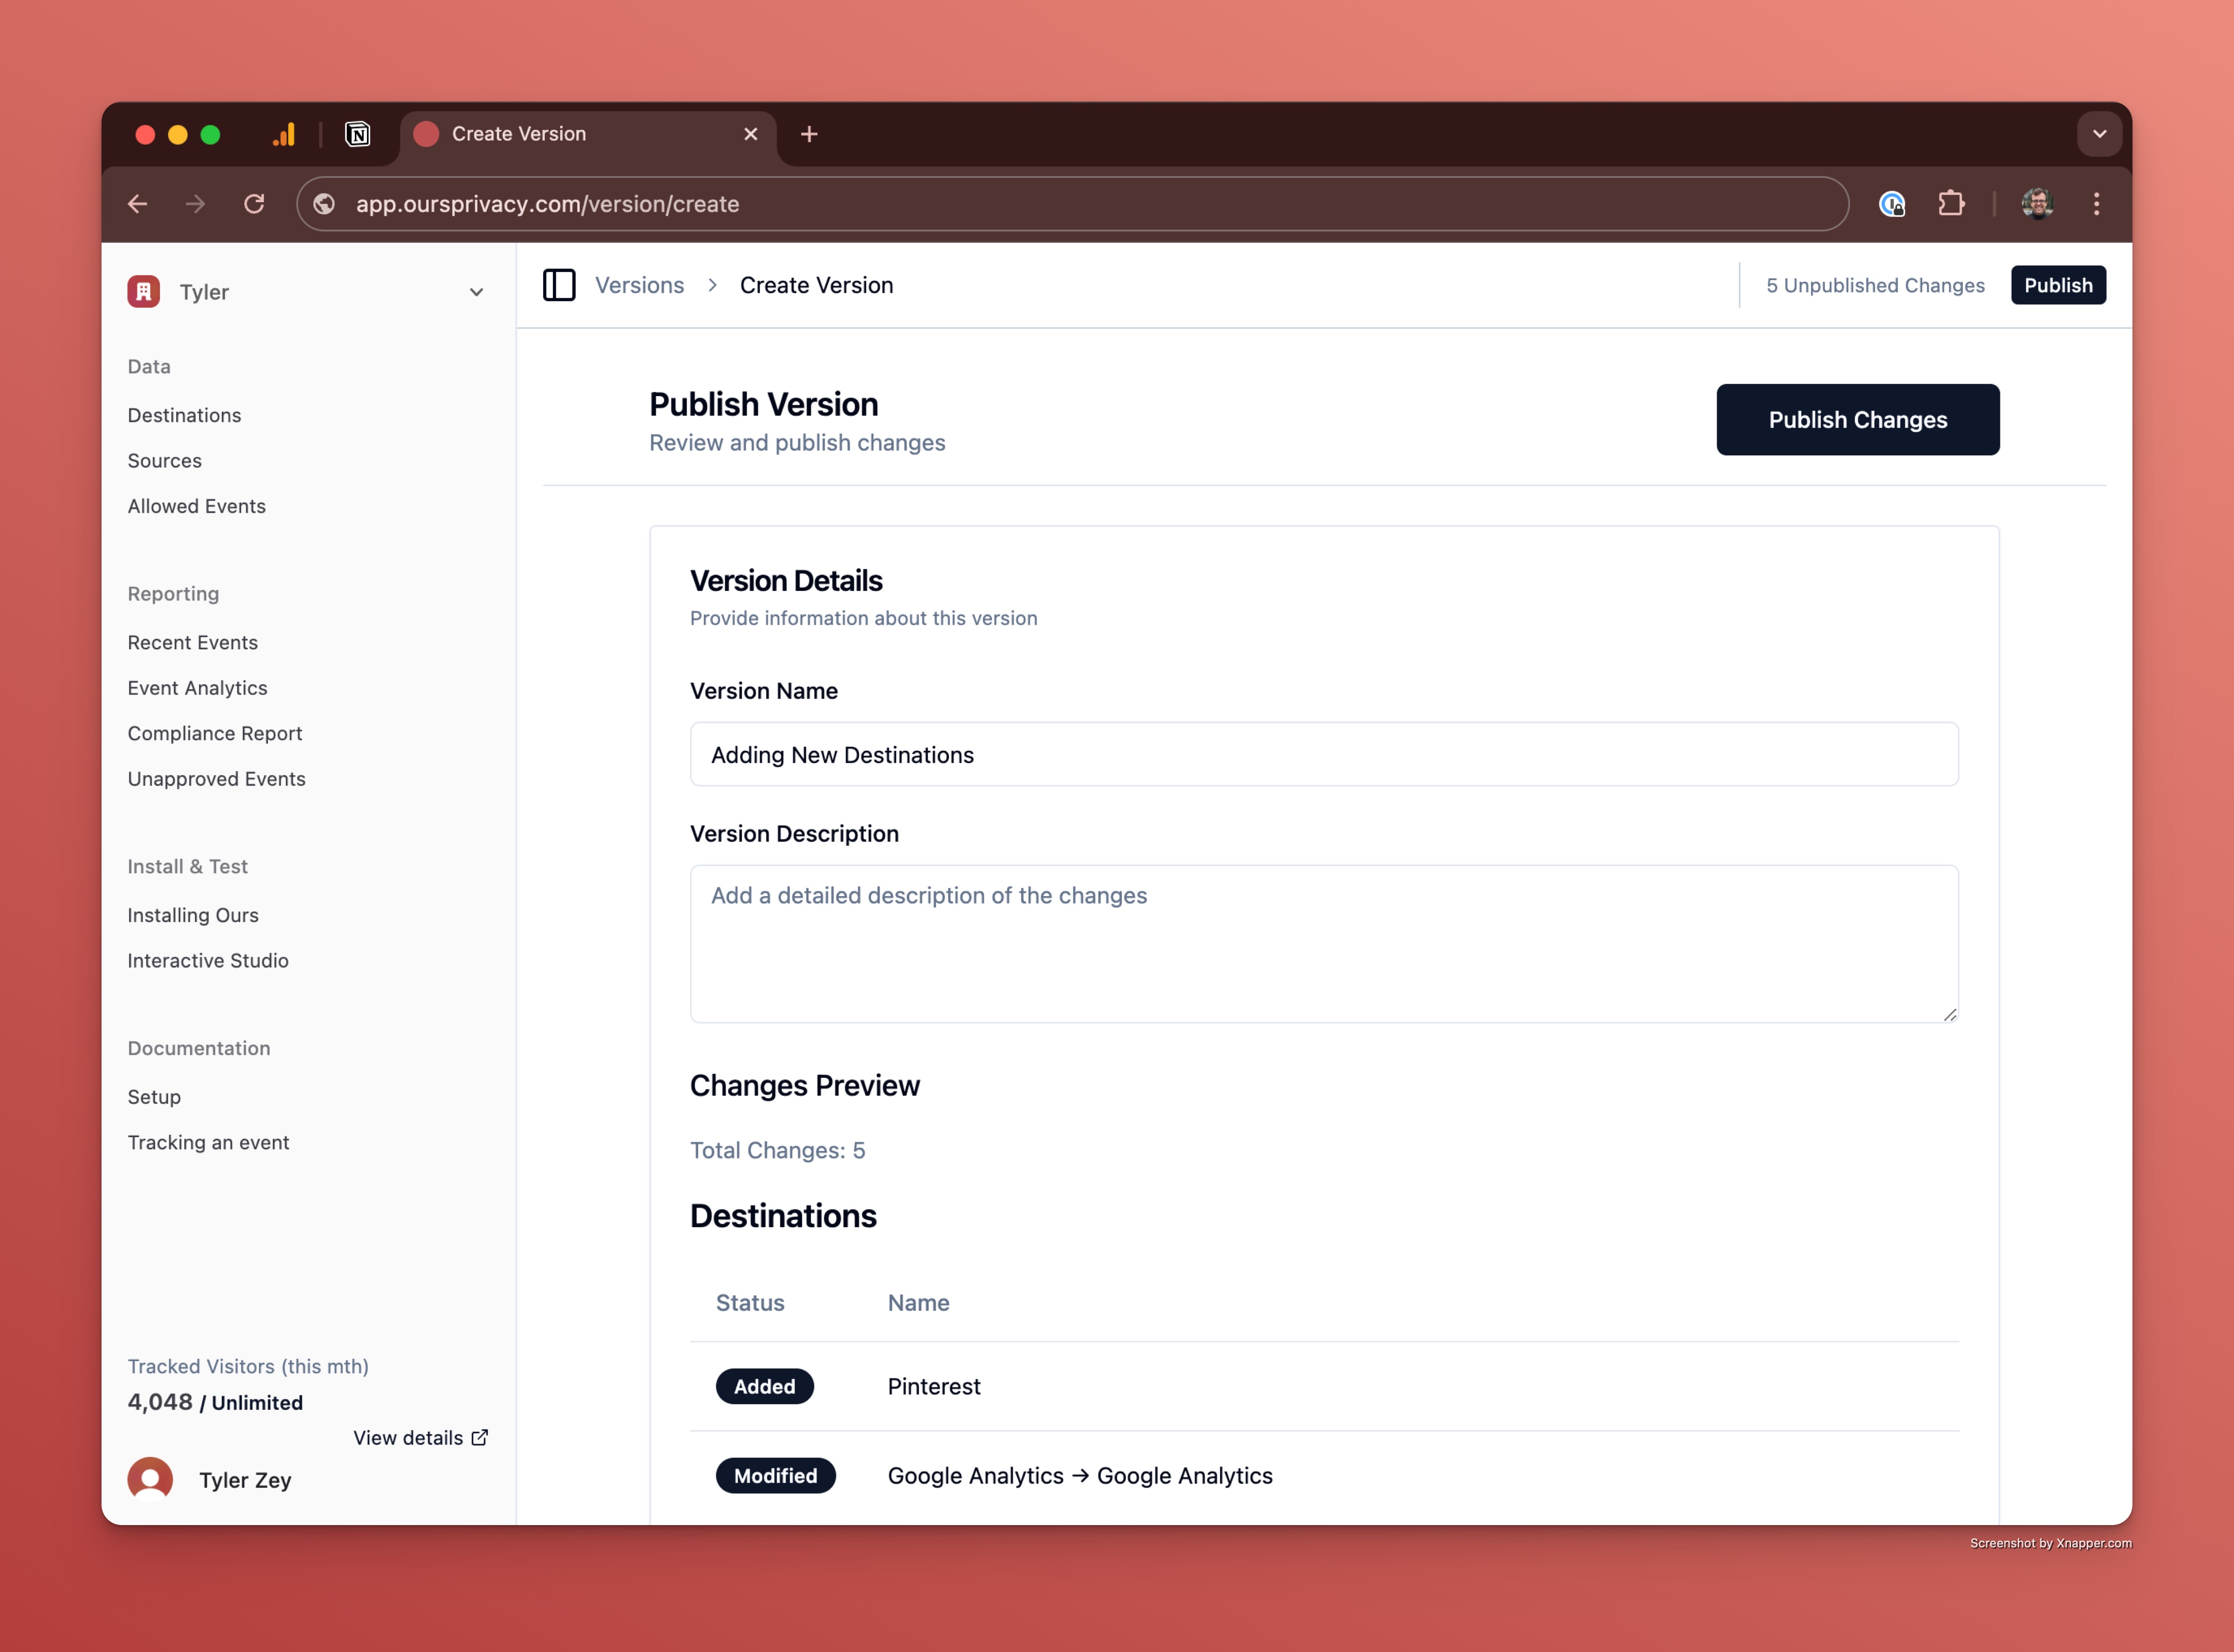 Create Version
app.oursprivacy.com/version/create
Tyler
Data
Destinations
Sources
Allowed Events
Reporting
Recent Events
Event Analytics
Compliance Report
Unapproved Events
Install & Test
Installing Ours
Interactive Studio
Documentation
Setup
Tracking an event
Tracked Visitors (this mth)
4,048 / Unlimited
View details
Tyler Zey
Versions > Create Version
5 Unpublished Changes
Publish
Publish Version
Review and publish changes
Publish Changes
Version Details
Provide information about this version
Version Name
Adding New Destinations
Version Description
Add a detailed description of the changes
Changes Preview
Total Changes: 5
Destinations
Status Name
Added Pinterest
Modified Google Analytics → Google Analytics
Screenshot by Xnapper.com